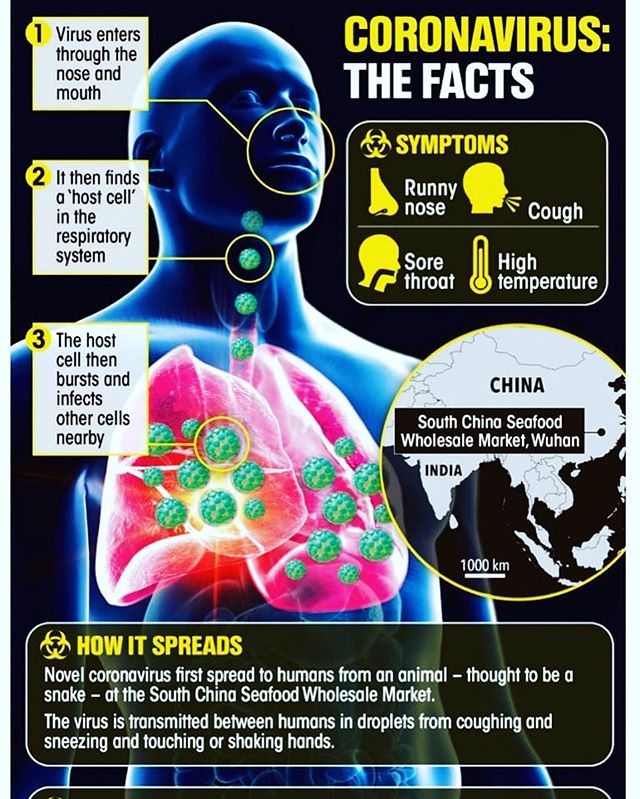 1 Virus enters
through the
nose and
mouth
CORONAVIRUS:
THE FACTS
SYMPTOMS
Runny
nose
Cough
Sore
throat
High
temperature
2 It then finds
a ‘host cell’
in the
respiratory
system
3 The host
cell then
bursts and
infects
other cells
nearby
CHINA
South China Seafood
Wholesale Market, Wuhan
INDIA
1000 km
HOW IT SPREADS
Novel coronavirus first spread to humans from an animal – thought to be a
snake – at the South China Seafood Wholesale Market.
The virus is transmitted between humans in droplets from coughing and
sneezing and touching or shaking hands.